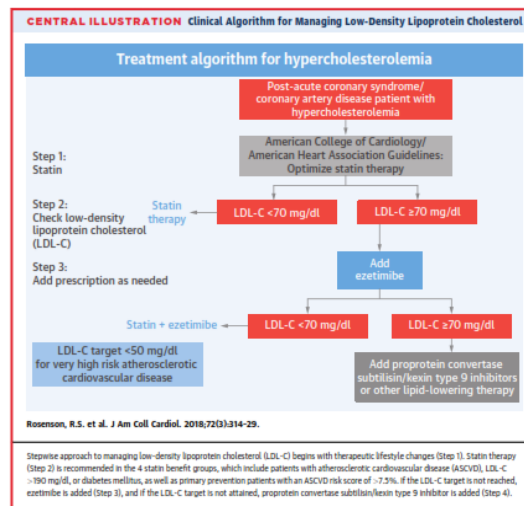 CENTRAL ILLUSTRATION Clinical Algorithm for Managing Low-Density Lipoprotein Cholesterol
Treatment algorithm for hypercholesterolemia
Post-acute coronary syndrome/
coronary artery disease patient with
hypercholesterolemia
Step 1:
Statin
American College of Cardiology/
American Heart Association Guidelines:
Optimize statin therapy
Step 2:
Check low-density
lipoprotein cholesterol
(LDL-C)
Statin
therapy
LDL-C <70 mg/dl
LDL-C ≥70 mg/dl
Step 3:
Add prescription as needed
Add
ezetimibe
Statin + ezetimibe
LDL-C <70 mg/dl
LDL-C ≥70 mg/dl
LDL-C target <50 mg/dl
for very high risk atherosclerotic
cardiovascular disease
Add proprotein convertase
subtilisin/kexin type 9 inhibitors
or other lipid-lowering therapy
Rosenson, R.S. et al. J Am Coll Cardiol. 2018;72(3):314-29.
Stepwise approach to managing low-density lipoprotein cholesterol (LDL-C) begins with therapeutic lifestyle changes (Step 1). Statin therapy
(Step 2) is recommended in the 4 statin benefit groups, which include patients with atherosclerotic cardiovascular disease (ASCVD), LDL-C
>190 mg/dl, or diabetes mellitus, as well as primary prevention patients with an ASCVD risk score of >7.5%. If the LDL-C target is not reached,
ezetimibe is added (Step 3), and if the LDL-C target is not attained, proprotein convertase subtilisin/kexin type 9 inhibitor is added (Step 4).